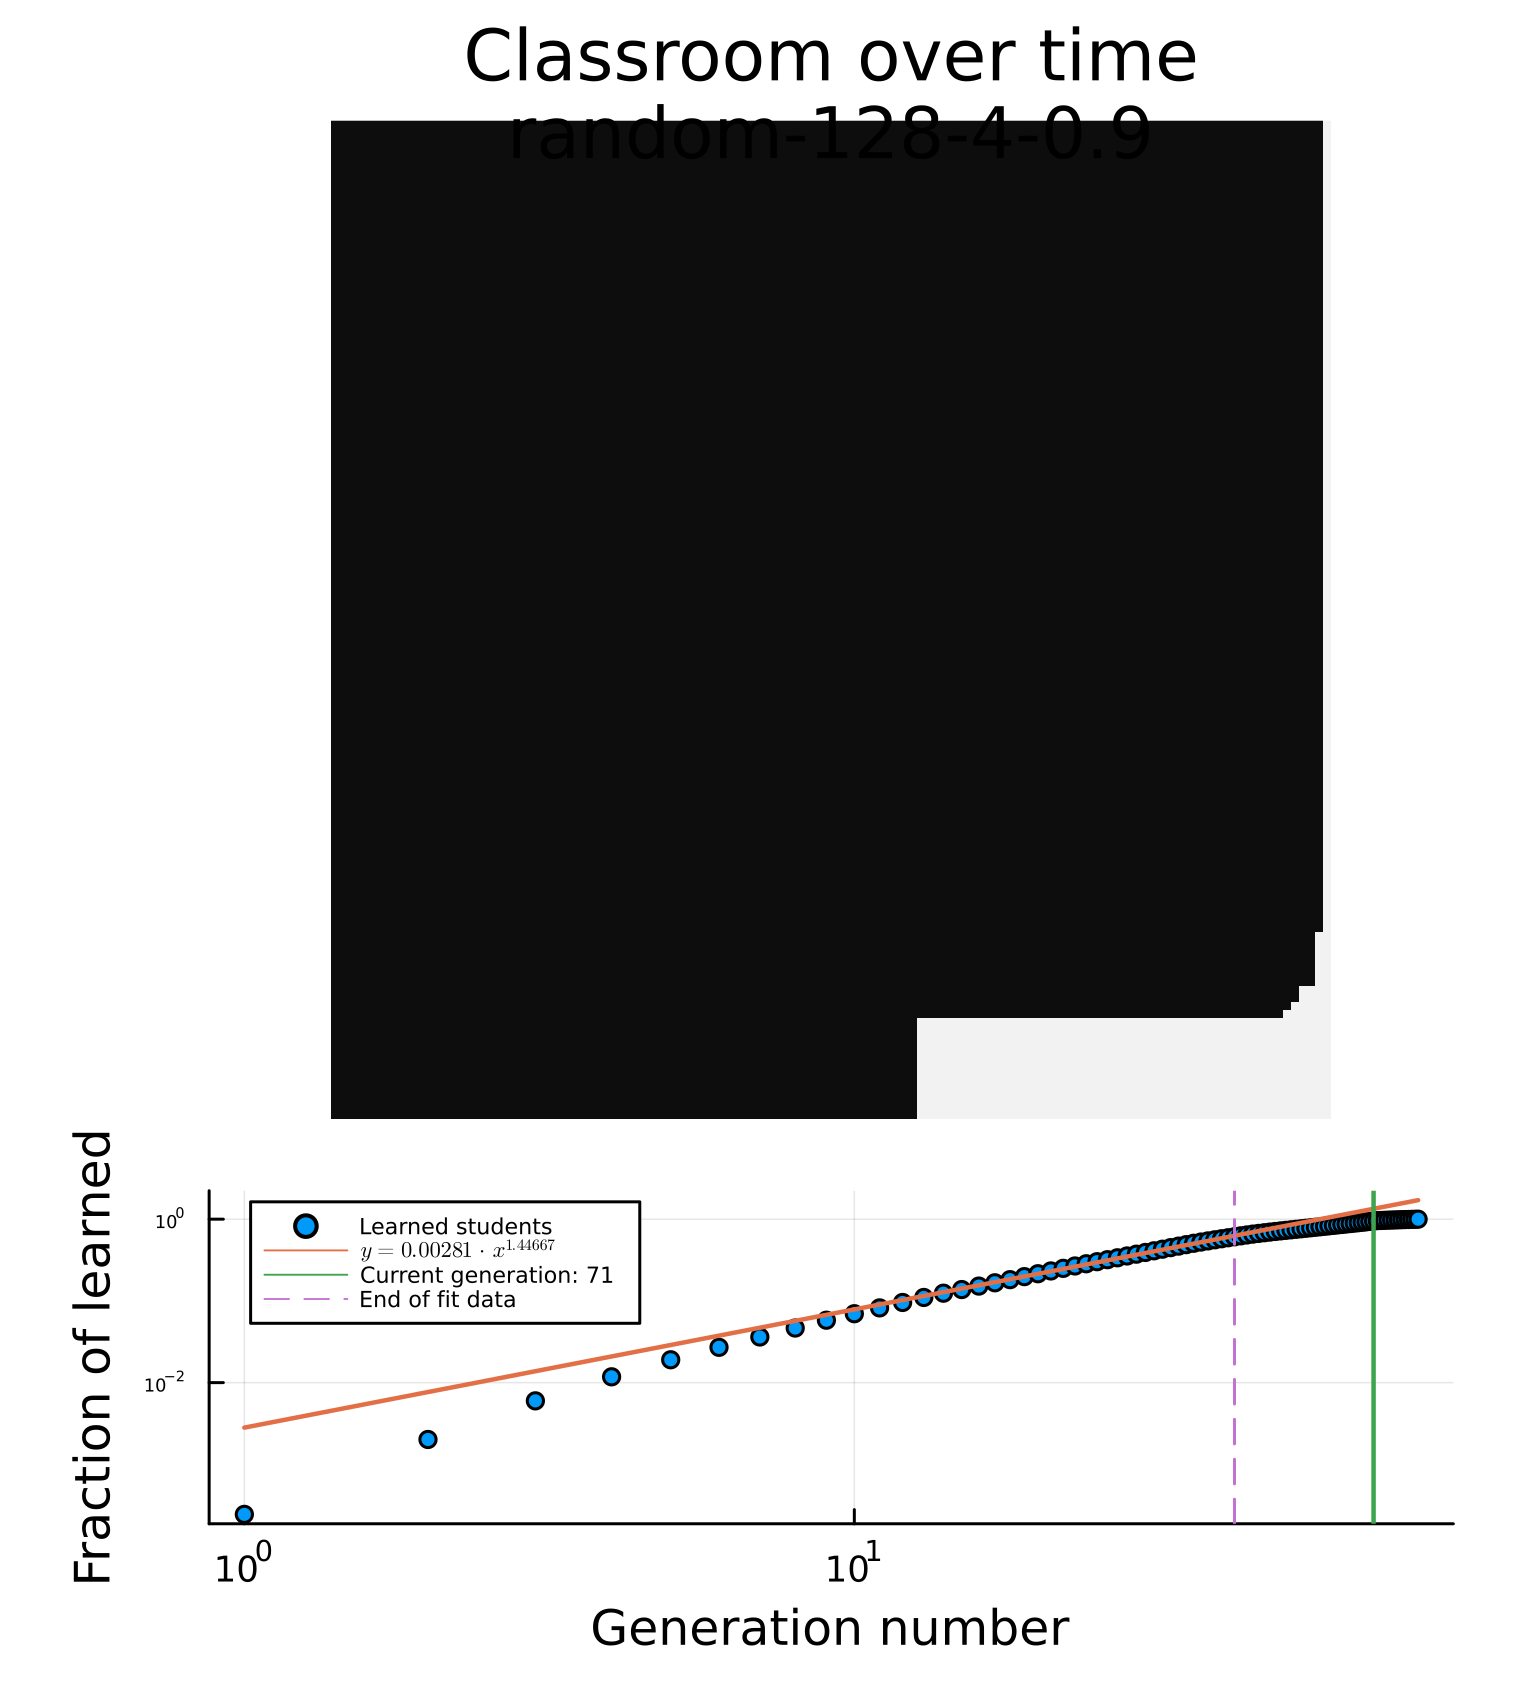 Classroom over time
random-128-4-0.9
Fraction of learned
10⁰
10⁻²
Learned students
y = 0.00281 · x^1.44667
Current generation: 71
End of fit data
10⁰
10¹
Generation number